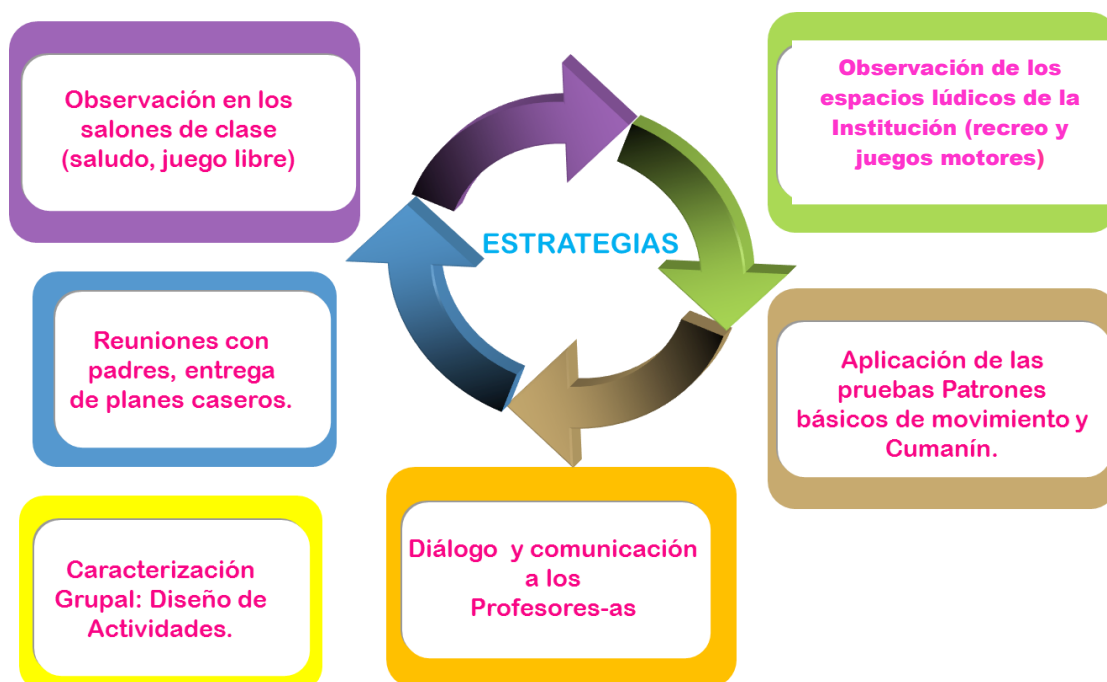 Observación en los
salones de clase
(saludo, juego libre)
Observación de los
espacios lúdicos de la
Institución (recreo y
juegos motores)
ESTRATEGIAS
Reuniones con
padres, entrega
de planes caseros.
Aplicación de las
pruebas Patrones
básicos de movimiento y
Cumanín.
Caracterización
Grupal: Diseño de
Actividades.
Diálogo y comunicación
a los
Profesores-as